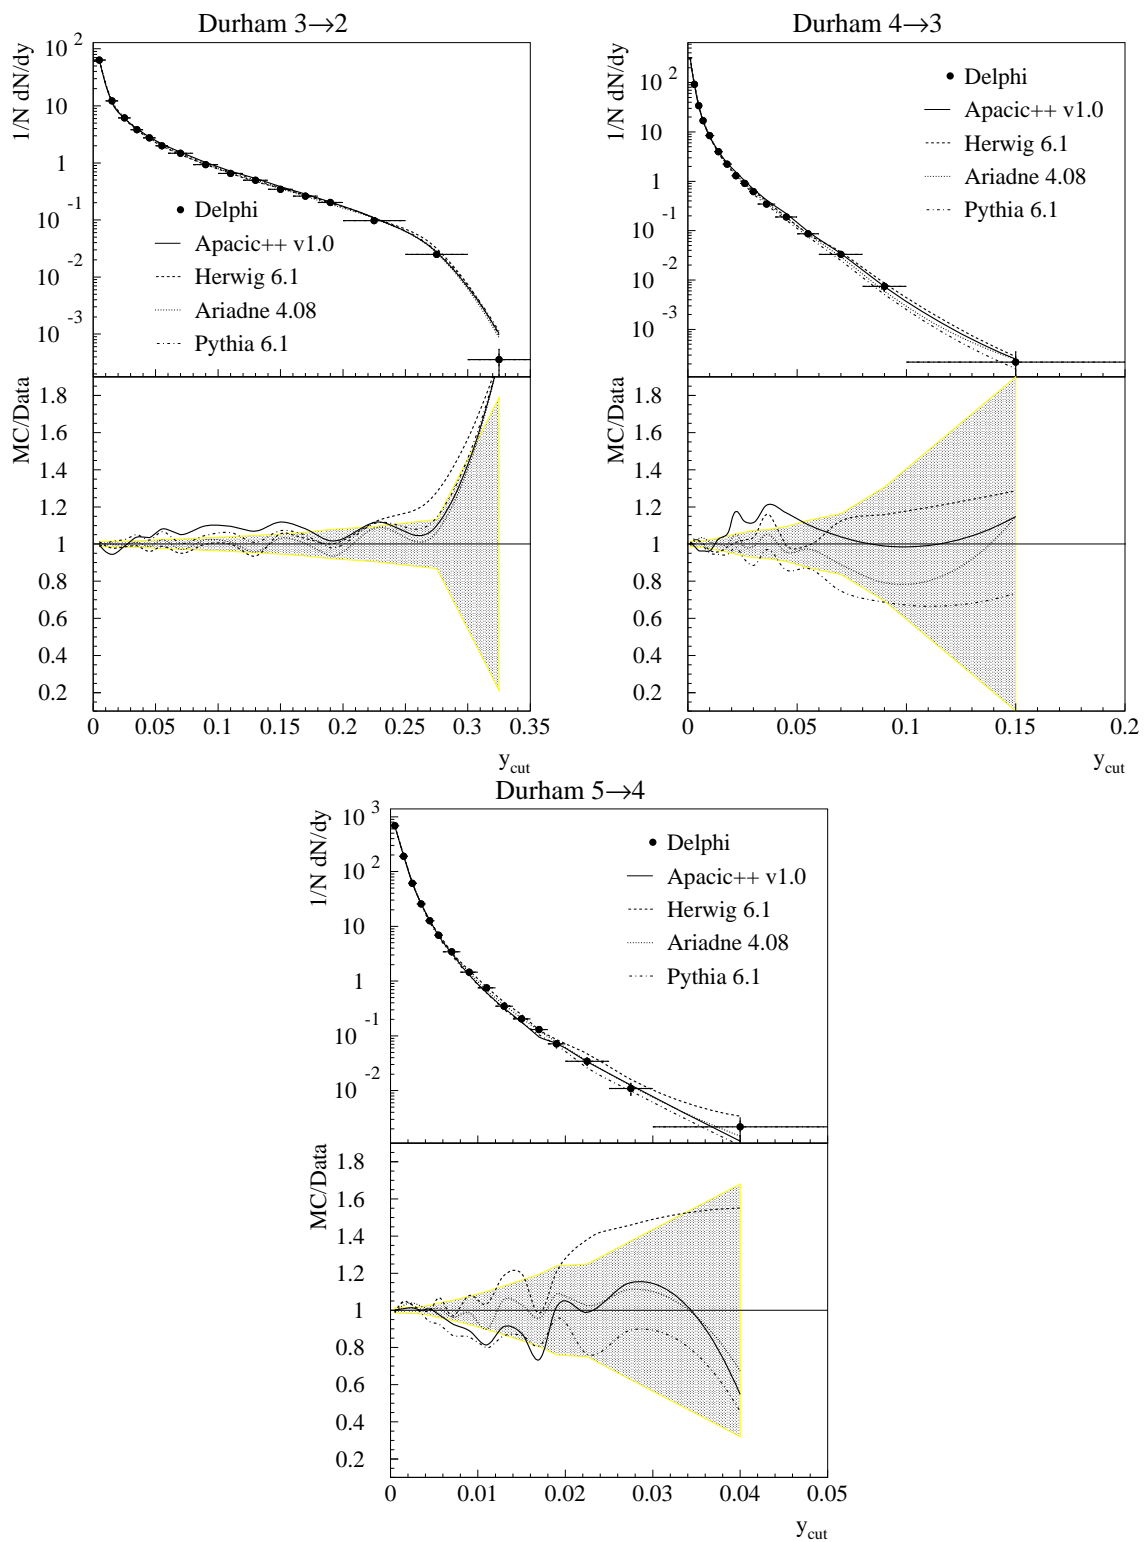 Durham 3→2
1/N dN/dy
10 2
10
1
10 -1
10 -2
10 -3
Delphi
Apacic++ v1.0
Herwig 6.1
Ariadne 4.08
Pythia 6.1
MC/Data
1.8
1.6
1.4
1.2
1
0.8
0.6
0.4
0.2
0 0.05 0.1 0.15 0.2 0.25 0.3 0.35
y cut
Durham 4→3
1/N dN/dy
10 2
10
1
10 -1
10 -2
10 -3
Delphi
Apacic++ v1.0
Herwig 6.1
Ariadne 4.08
Pythia 6.1
MC/Data
1.8
1.6
1.4
1.2
1
0.8
0.6
0.4
0.2
0 0.05 0.1 0.15 0.2
y cut
Durham 5→4
1/N dN/dy
10 3
10 2
10
1
10 -1
10 -2
Delphi
Apacic++ v1.0
Herwig 6.1
Ariadne 4.08
Pythia 6.1
MC/Data
1.8
1.6
1.4
1.2
1
0.8
0.6
0.4
0.2
0 0.01 0.02 0.03 0.04 0.05
y cut